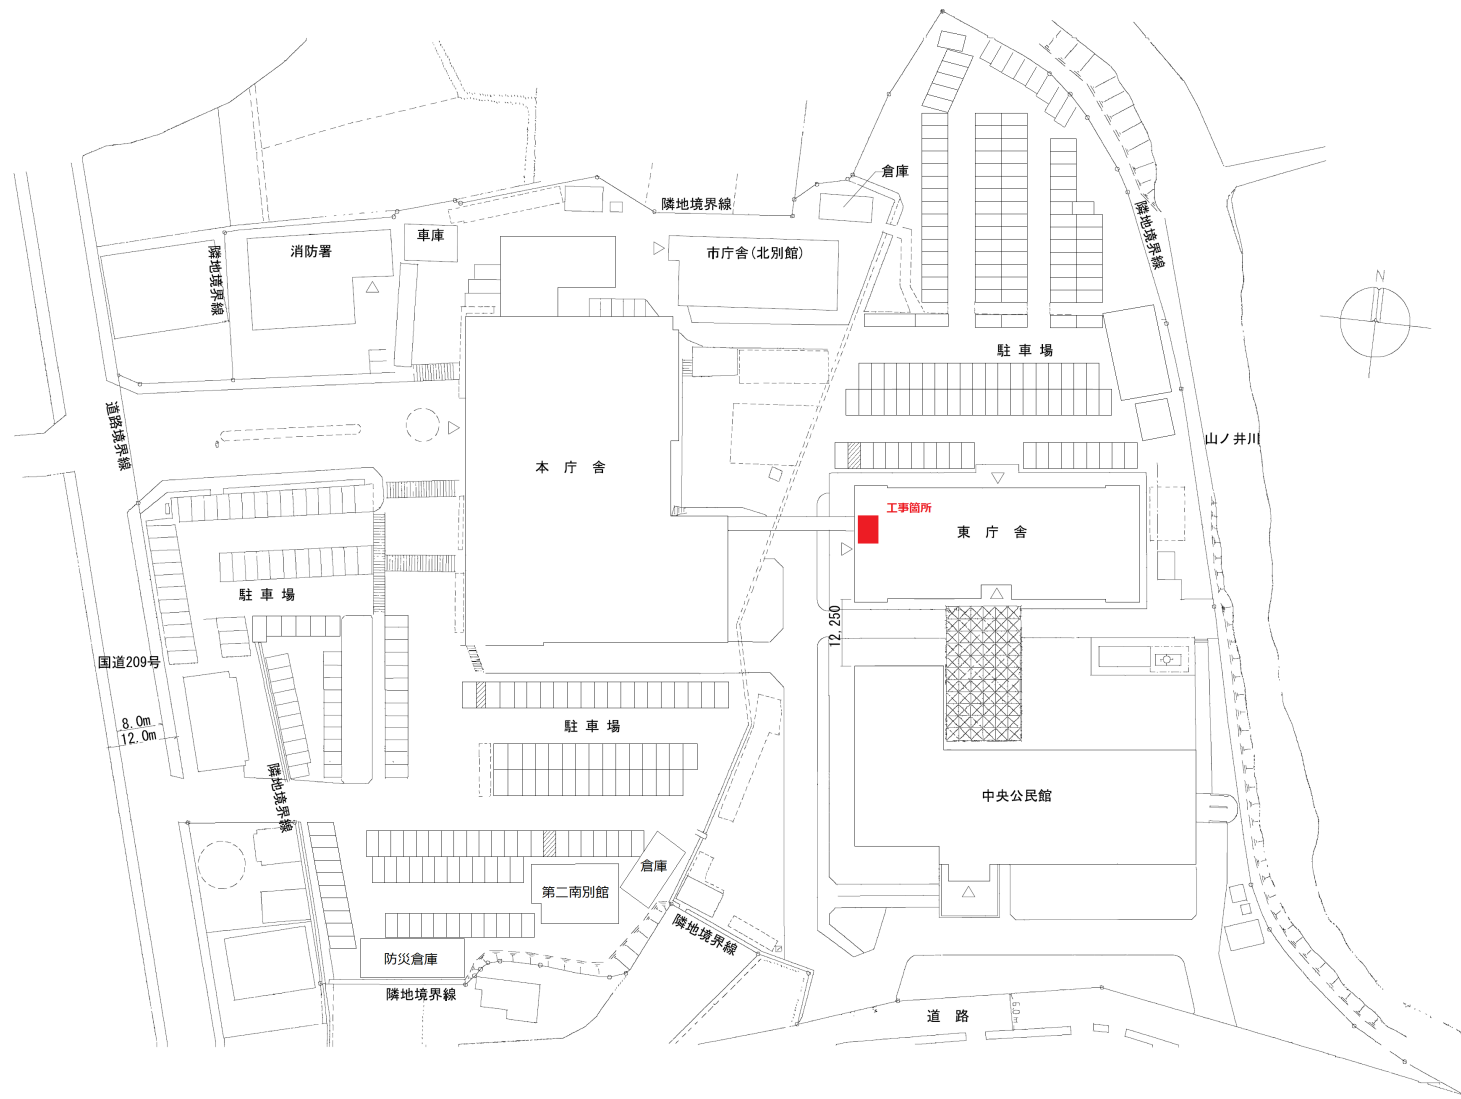 倉庫
隣地境界線
隣地境界線
車庫
消防署
市庁舎(北別館)
隣地境界線
N
駐車場
道路境界線
山ノ井川
本庁舎
工事箇所
東庁舎
駐車場
12,250
国道209号
8.0m
12.0m
駐車場
隣地境界線
中央公民館
倉庫
第二南別館
隣地境界線
防災倉庫
隣地境界線
道路
6.0m